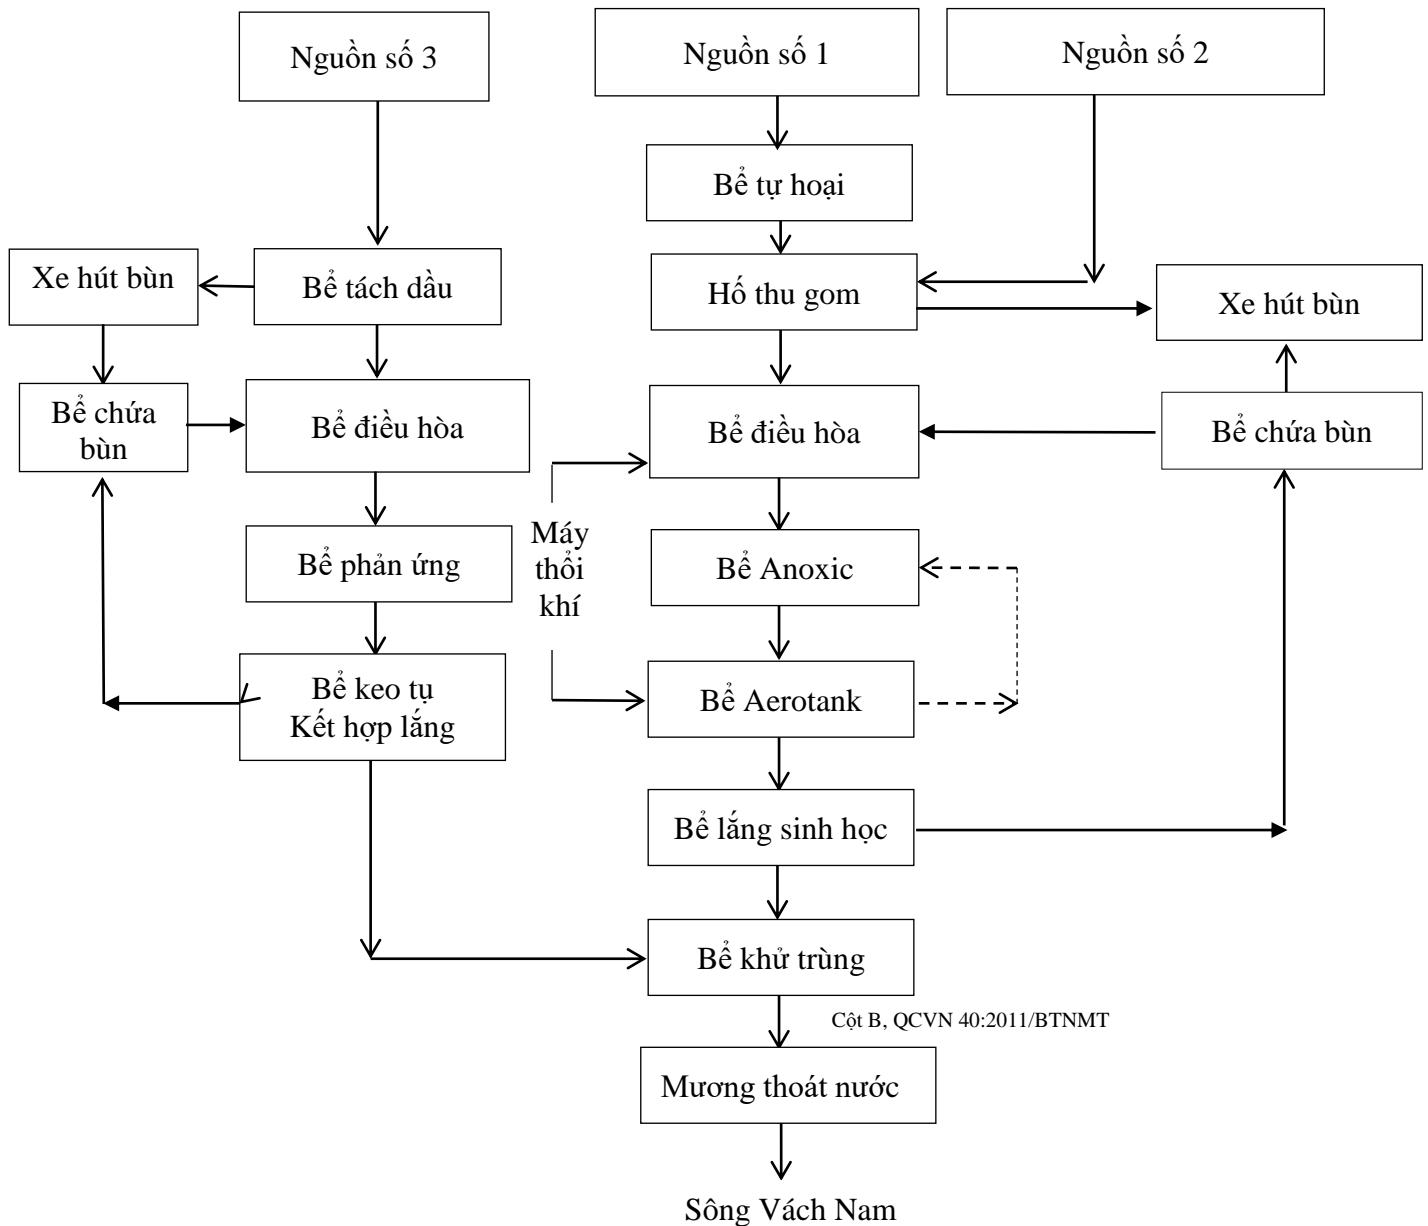 Nguồn số 3
Nguồn số 1
Nguồn số 2
Bể tự hoại
Xe hút bùn
Bể tách dầu
Hố thu gom
Xe hút bùn
Bể chứa
bùn
Bể điều hòa
Bể điều hòa
Bể chứa bùn
Máy
thổi
khí
Bể phản ứng
Bể Anoxic
Bể keo tụ
Kết hợp lắng
Bể Aerotank
Bể lắng sinh học
Bể khử trùng
Cột B, QCVN 40:2011/BTNMT
Mương thoát nước
Sông Vách Nam